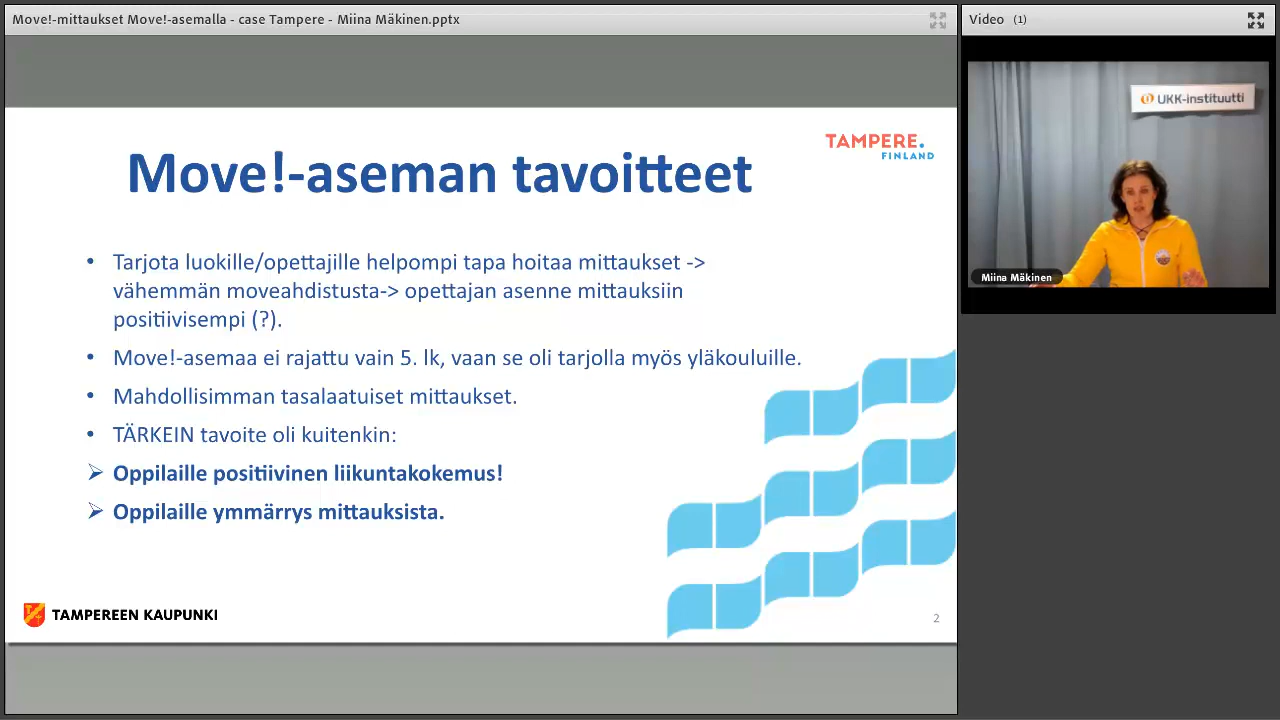 Move!-mittaukset Move!-asemalla - case Tampere - Miina Mäkinen.pptx
Video (1)
UKK-instituutti
Miina Mäkinen
TAMPERE.
FINLAND
Move!-aseman tavoitteet
• Tarjota luokille/opettajille helpompi tapa hoitaa mittaukset ->
vähemmän moveahdistusta-> opettajan asenne mittauksiin
positiivisempi (?).
• Move!-asemaa ei rajattu vain 5. lk, vaan se oli tarjolla myös yläkouluille.
• Mahdollisimman tasalaatuiset mittaukset.
• TÄRKEIN tavoite oli kuitenkin:
➢ Oppilaille positiivinen liikuntakokemus!
➢ Oppilaille ymmärrys mittauksista.
TAMPEREEN KAUPUNKI
2